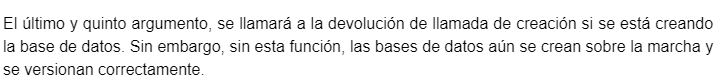 El último y quinto argumento, se llamará a la devolución de llamada de creación si se está creando
la base de datos. Sin embargo, sin esta función, las bases de datos aún se crean sobre la marcha y
se versionan correctamente.